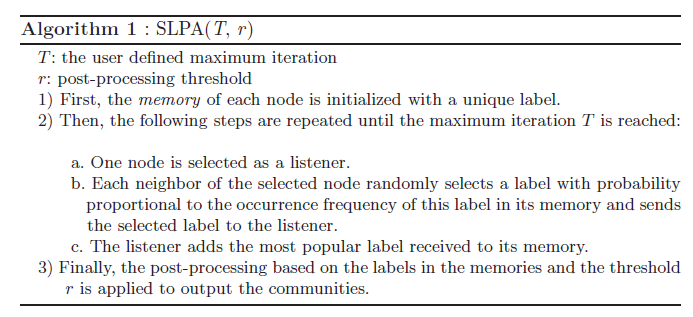 Algorithm 1 : SLPA(T, r)
T: the user defined maximum iteration
r: post-processing threshold
1) First, the memory of each node is initialized with a unique label.
2) Then, the following steps are repeated until the maximum iteration T is reached:
a. One node is selected as a listener.
b. Each neighbor of the selected node randomly selects a label with probability
proportional to the occurrence frequency of this label in its memory and sends
the selected label to the listener.
c. The listener adds the most popular label received to its memory.
3) Finally, the post-processing based on the labels in the memories and the threshold
r is applied to output the communities.